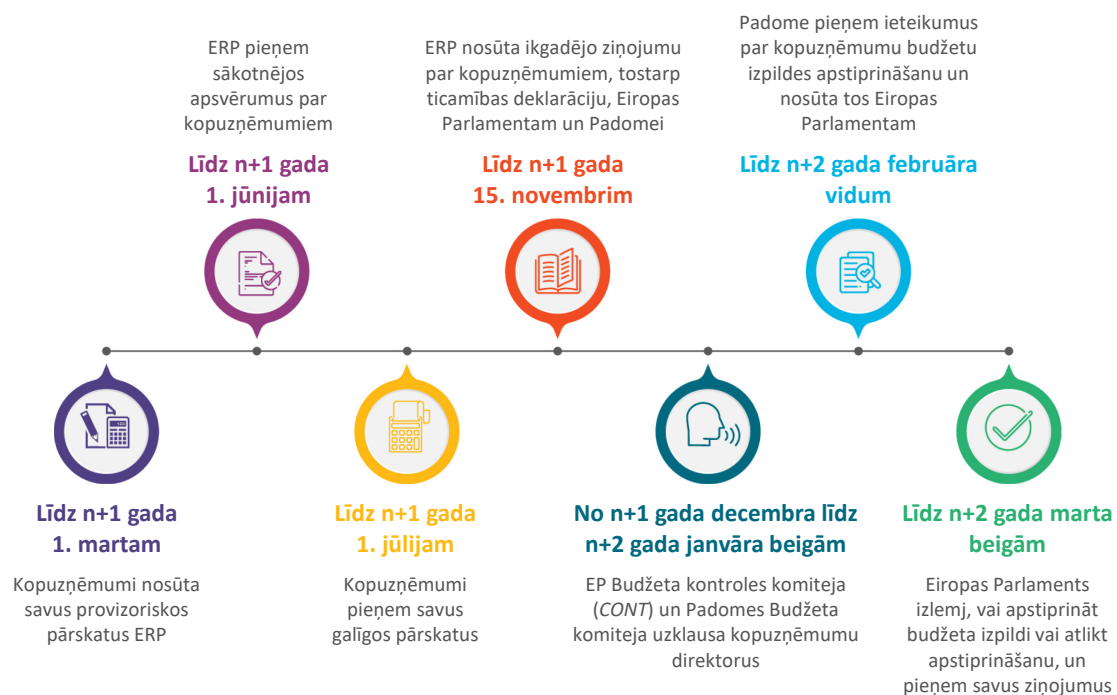 ERP pieņem
sākotnējos
apsvērumus par
kopuzņēmumiem
Līdz n+1 gada
1. jūnijam
ERP nosūta ikgadējo ziņojumu
par kopuzņēmumiem, tostarp
ticamības deklarāciju, Eiropas
Parlamentam un Padomei
Līdz n+1 gada
15. novembrim
Padome pieņem ieteikumus
par kopuzņēmumu budžetu
izpildes apstiprināšanu un
nosūta tos Eiropas
Parlamentam
Līdz n+2 gada februāra
vidum
Līdz n+1 gada
1. martam
Kopuzņēmumi nosūta
savus provizoriskos
pārskatus ERP
Līdz n+1 gada
1. jūlijam
Kopuzņēmumi
pieņem savus
galīgos pārskatus
No n+1 gada decembra līdz
n+2 gada janvāra beigām
EP Budžeta kontroles komiteja
(CONT) un Padomes Budžeta
komiteja uzklausa kopuzņēmumu
direktorus
Līdz n+2 gada marta
beigām
Eiropas Parlaments
izlemj, vai apstiprināt
budžeta izpildi vai atlikt
apstiprināšanu, un
pieņem savus ziņojumus